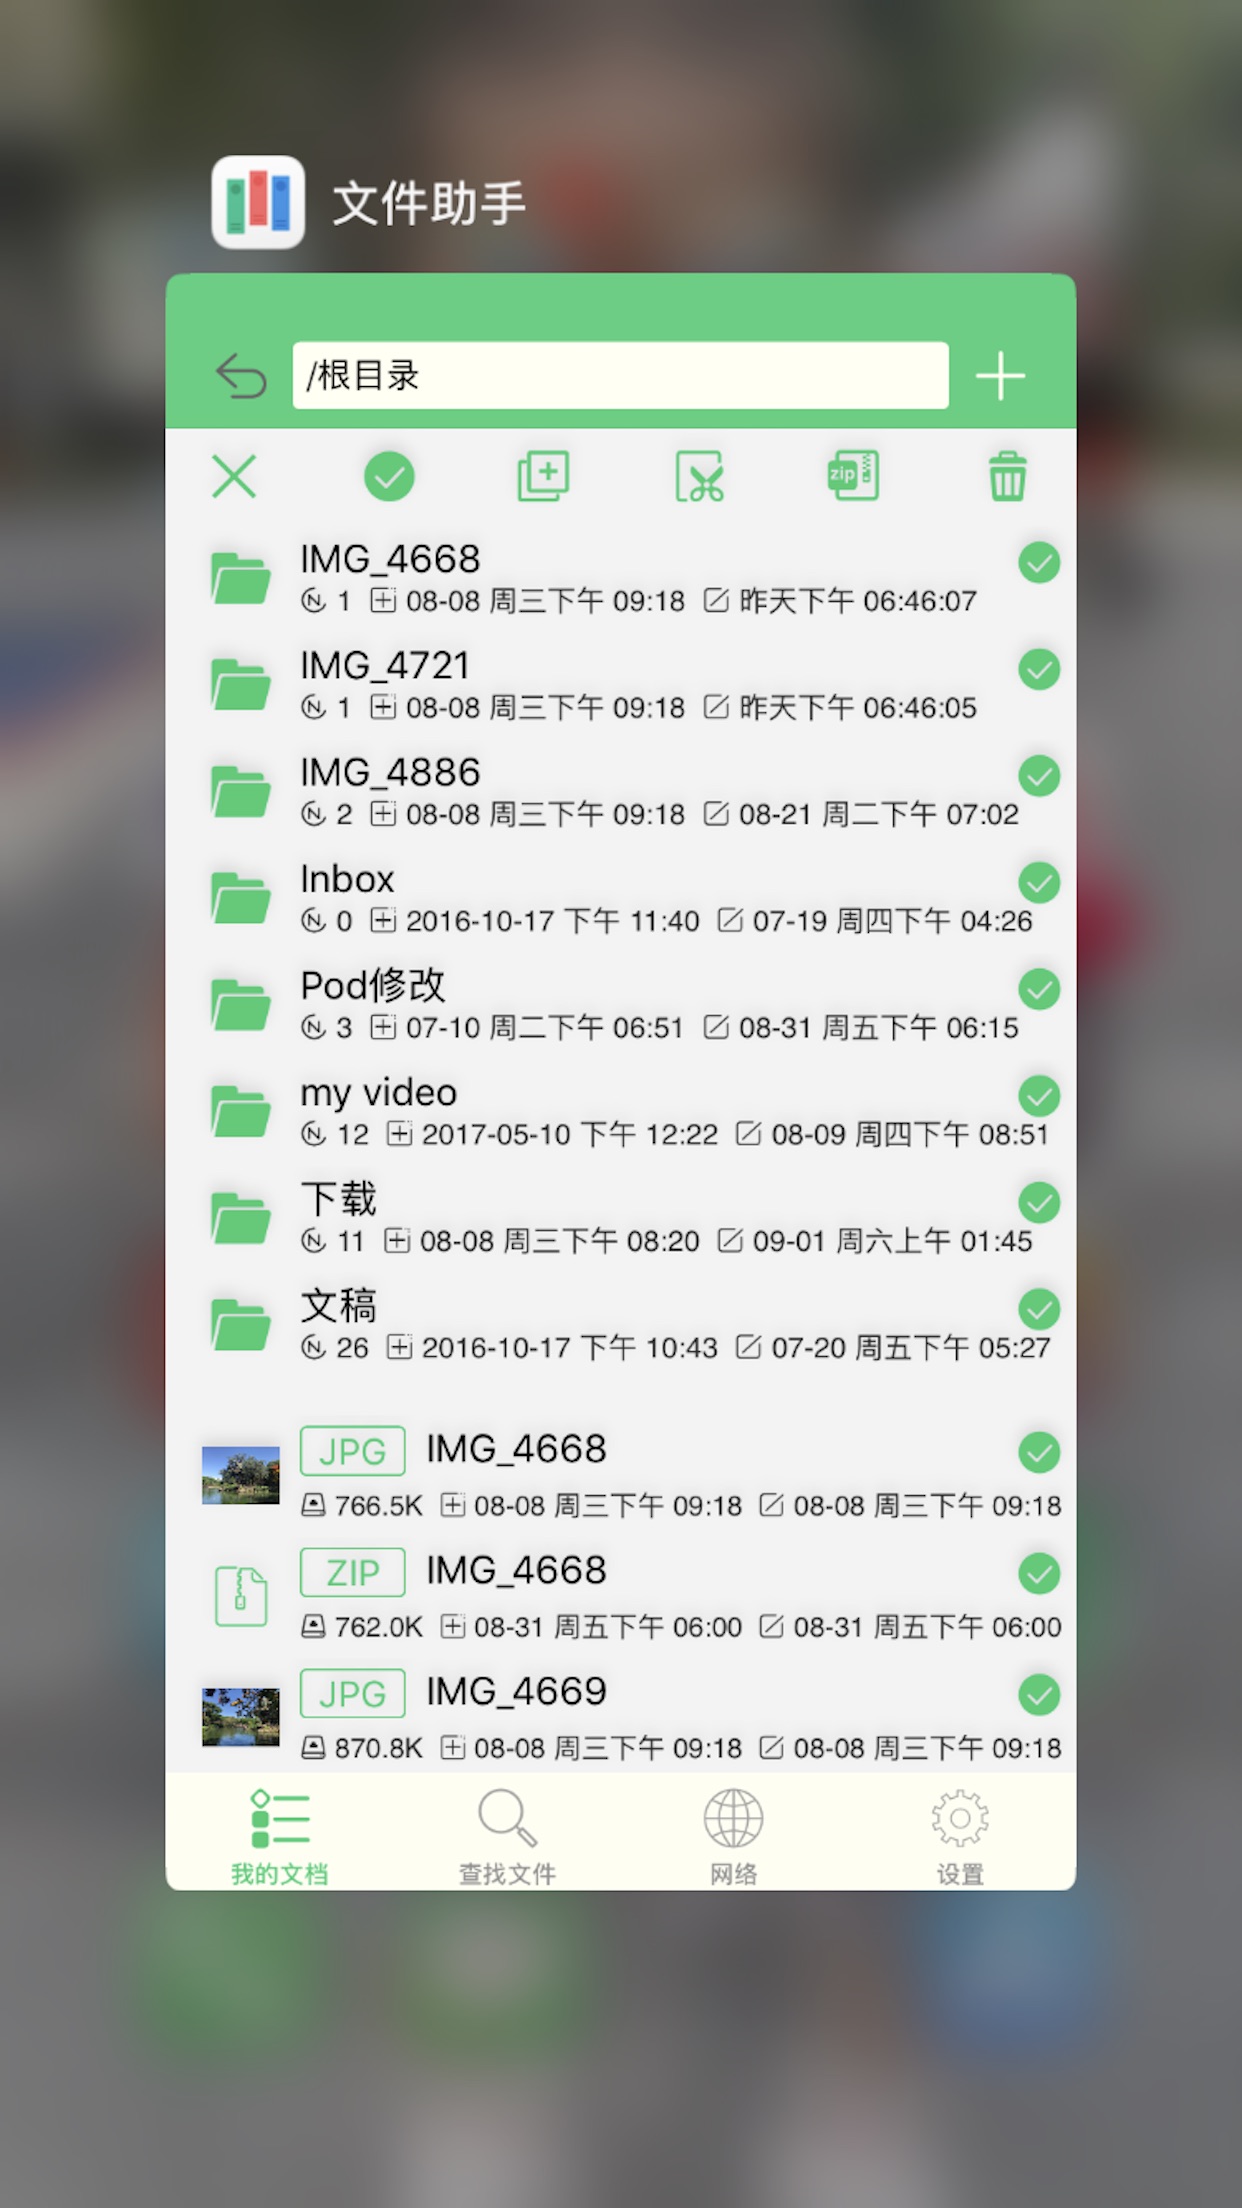 文件助手
/根目录
zip
IMG_4668
1 08-08 周三下午 09:18 昨天下午 06:46:07
IMG_4721
1 08-08 周三下午 09:18 昨天下午 06:46:05
IMG_4886
2 08-08 周三下午 09:18 08-21 周二下午 07:02
Inbox
0 2016-10-17 下午 11:40 07-19 周四下午 04:26
Pod修改
3 07-10 周二下午 06:51 08-31 周五下午 06:15
my video
12 2017-05-10 下午 12:22 08-09 周四下午 08:51
下载
11 08-08 周三下午 08:20 09-01 周六上午 01:45
文稿
26 2016-10-17 下午 10:43 07-20 周五下午 05:27
JPG IMG_4668
766.5K 08-08 周三下午 09:18 08-08 周三下午 09:18
ZIP IMG_4668
762.0K 08-31 周五下午 06:00 08-31 周五下午 06:00
JPG IMG_4669
870.8K 08-08 周三下午 09:18 08-08 周三下午 09:18
我的文档 查找文件 网络 设置